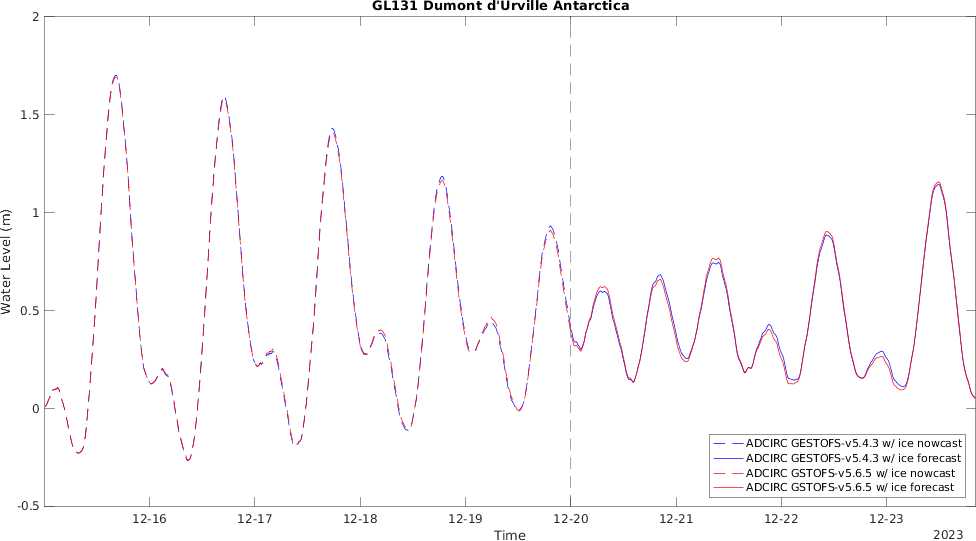 GL131 Dumont d'Urville Antarctica
2
1.5
1
0.5
0
-0.5
Water Level (m)
ADCIRC GESTOFS-v5.4.3 w/ ice nowcast
ADCIRC GESTOFS-v5.4.3 w/ ice forecast
ADCIRC GSTOFS-v5.6.5 w/ ice nowcast
ADCIRC GSTOFS-v5.6.5 w/ ice forecast
12-16 12-17 12-18 12-19 12-20 12-21 12-22 12-23
Time
2023